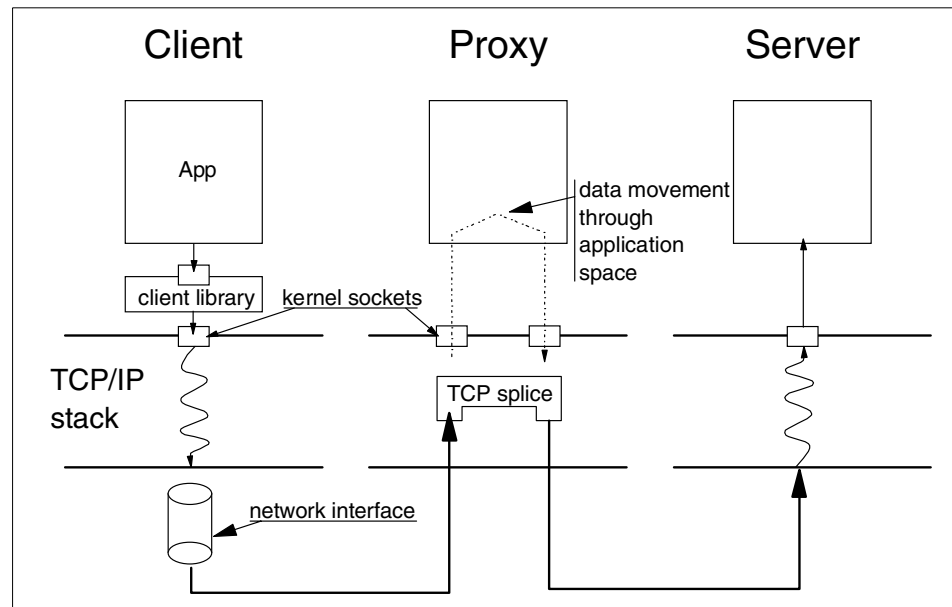 Client
Proxy
Server
App
data movement
through
application
space
client library
kernel sockets
TCP/IP
stack
TCP splice
network interface